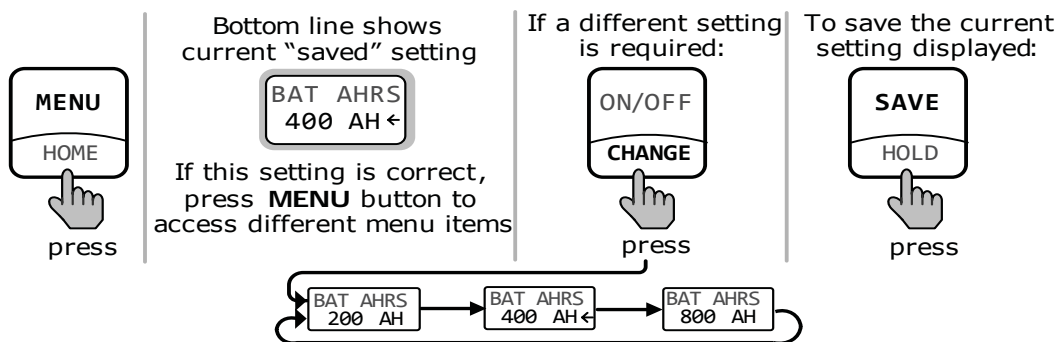 MENU
HOME
press
Bottom line shows
current “saved” setting
BAT AHRS
400 AH←
If this setting is correct,
press MENU button to
access different menu items
If a different setting
is required:
ON/OFF
CHANGE
press
To save the current
setting displayed:
SAVE
HOLD
press
BAT AHRS
200 AH
BAT AHRS
400 AH←
BAT AHRS
800 AH